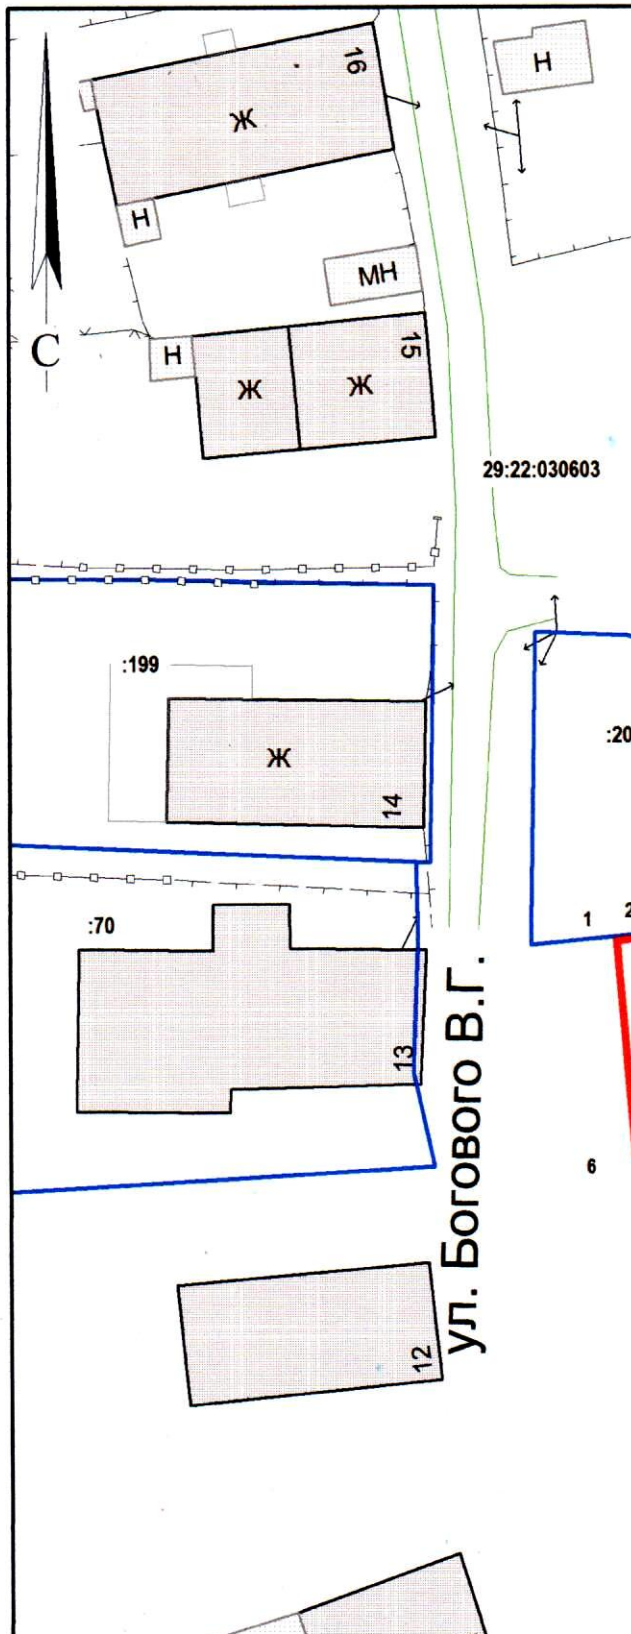 16
Ж
Н
Н
МН
С
Н
Ж
Ж
15
29:22:030603
:199
Ж
14
:20
:70
1
2
13
ул. Богового В.Г.
6
12